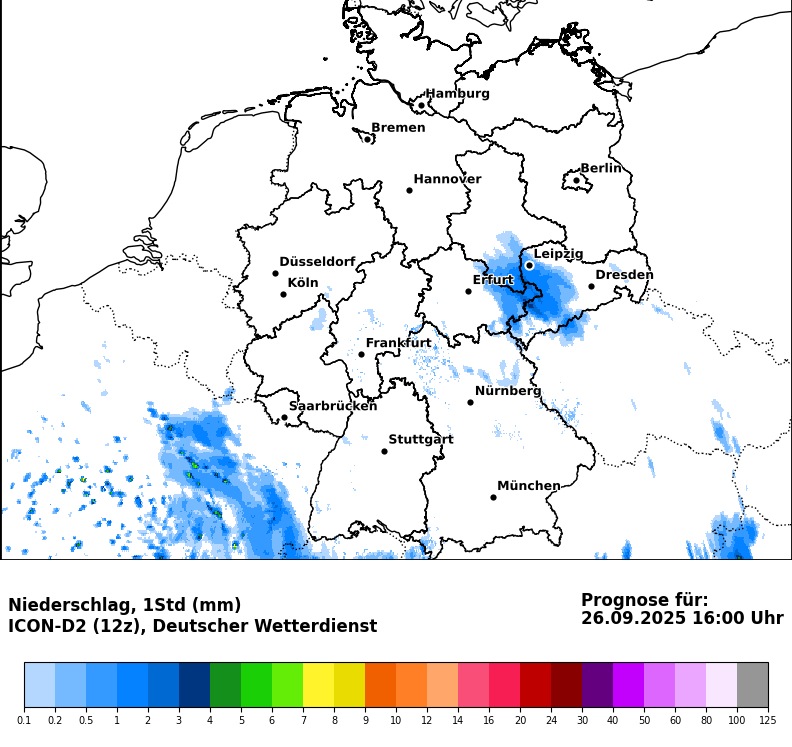 Hamburg
Bremen
Berlin
Hannover
Leipzig
Düsseldorf
Dresden
Köln
Erfurt
Frankfurt
Nürnberg
Saarbrücken
Stuttgart
München
Niederschlag, 1Std (mm)
ICON-D2 (12z), Deutscher Wetterdienst
Prognose für:
26.09.2025 16:00 Uhr
0.1 0.2 0.5 1 2 3 4 5 6 7 8 9 10 12 14 16 20 24 30 40 50 60 80 100 125